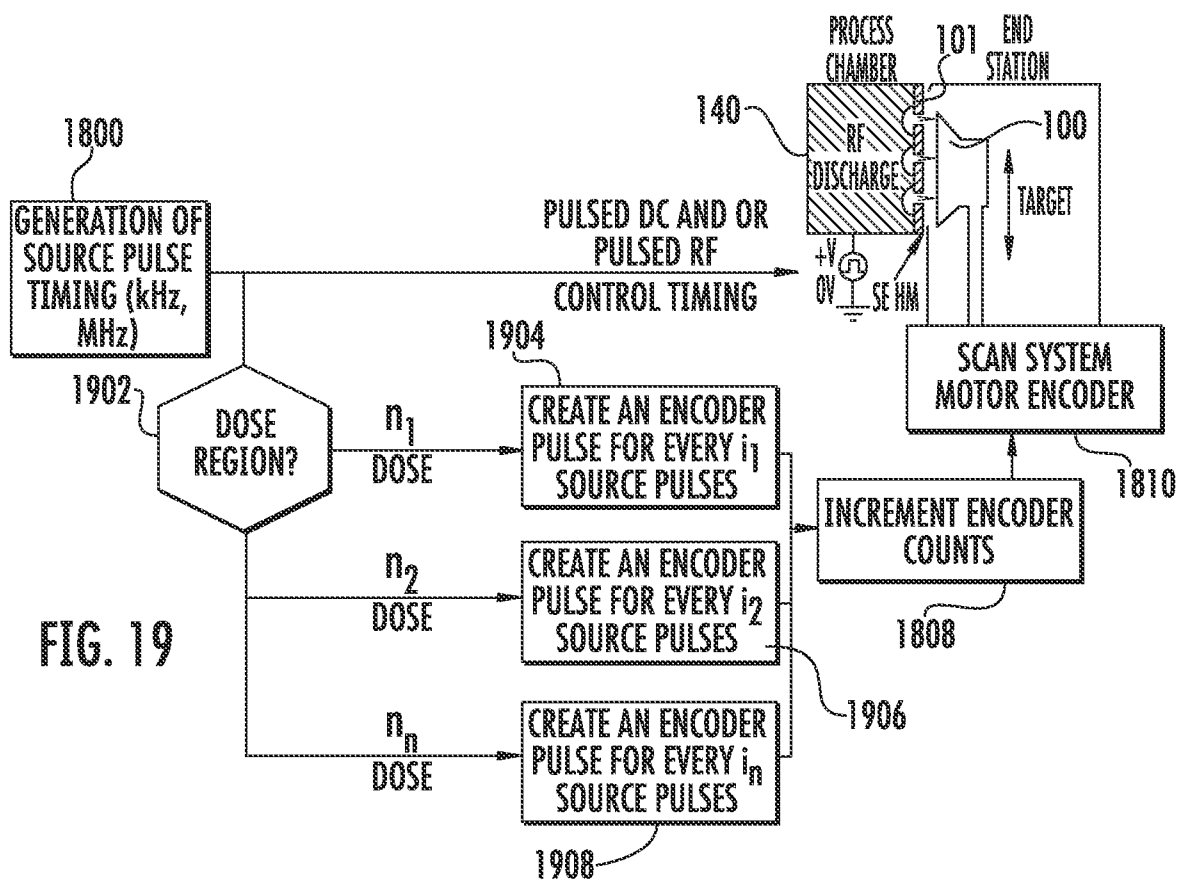 PROCESS
CHAMBER
101
END
STATION
140
RF
DISCHARGE
100
TARGET
+V
0V
SE HM
1800
GENERATION OF
SOURCE PULSE
TIMING (kHz,
MHz)
PULSED DC AND OR
PULSED RF
CONTROL TIMING
SCAN SYSTEM
MOTOR ENCODER
1810
1902
DOSE
REGION?
n1
DOSE
1904
CREATE AN ENCODER
PULSE FOR EVERY i1
SOURCE PULSES
INCREMENT ENCODER
COUNTS
1808
n2
DOSE
CREATE AN ENCODER
PULSE FOR EVERY i2
SOURCE PULSES
1906
FIG. 19
nn
DOSE
CREATE AN ENCODER
PULSE FOR EVERY in
SOURCE PULSES
1908